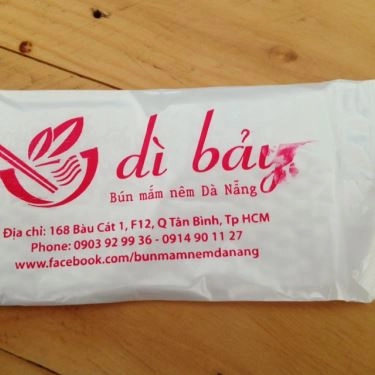 dì bảy
Bún mắm nêm Dà Nẵng
Địa chỉ: 168 Bàu Cát 1, F12, Q Tân Bình, Tp HCM
Phone: 0903 92 99 36 - 0914 90 11 27
www.facebook.com/bunmamnemdanang